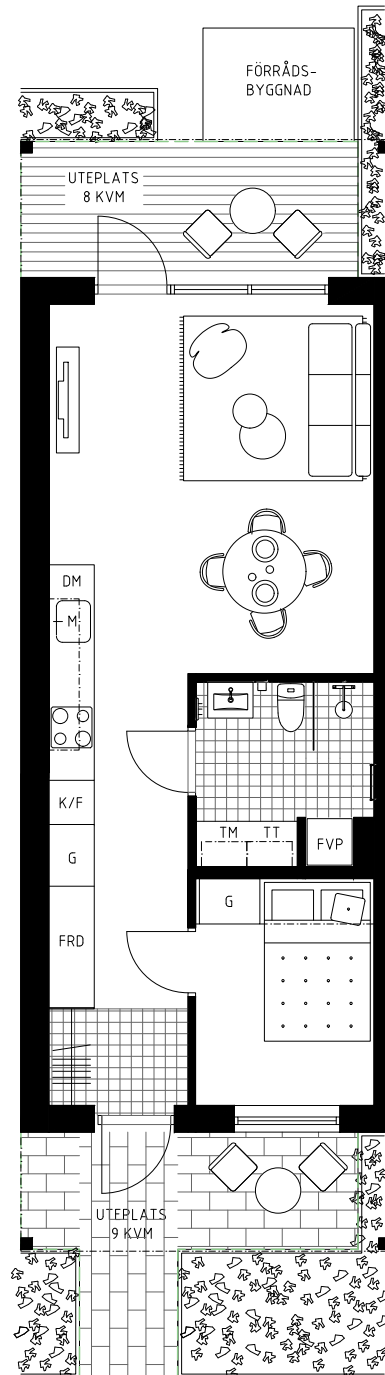 FÖRRÅDS-
BYGGNAD
UTEPLATS
8 KVM
DM
M
K/F
G
FRD
TM TT
FVP
G
UTEPLATS
9 KVM